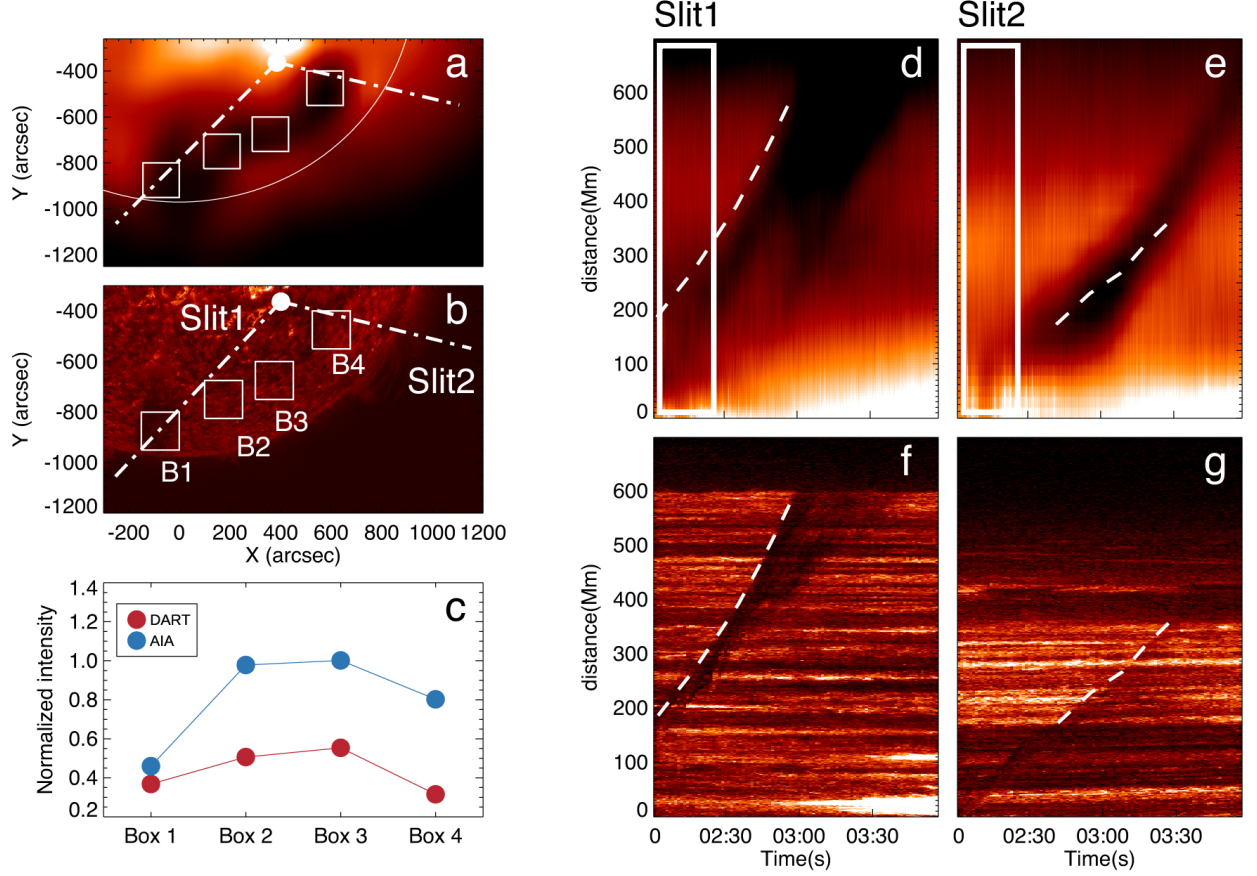 Slit1
Slit2
a
-400
-600
-800
-1000
-1200
Y (arcsec)
b
Slit1
Slit2
B1
B2
B3
B4
-400
-600
-800
-1000
-1200
Y (arcsec)
-200 0 200 400 600 800 1000 1200
X (arcsec)
c
1.4
1.2
1.0
0.8
0.6
0.4
0.2
Normalized intensity
DART
AIA
Box 1 Box 2 Box 3 Box 4
d
e
600
500
400
300
200
100
0
distance(Mm)
f
g
600
500
400
300
200
100
0
distance(Mm)
0 02:30 03:00 03:30
Time(s)
0 02:30 03:00 03:30
Time(s)